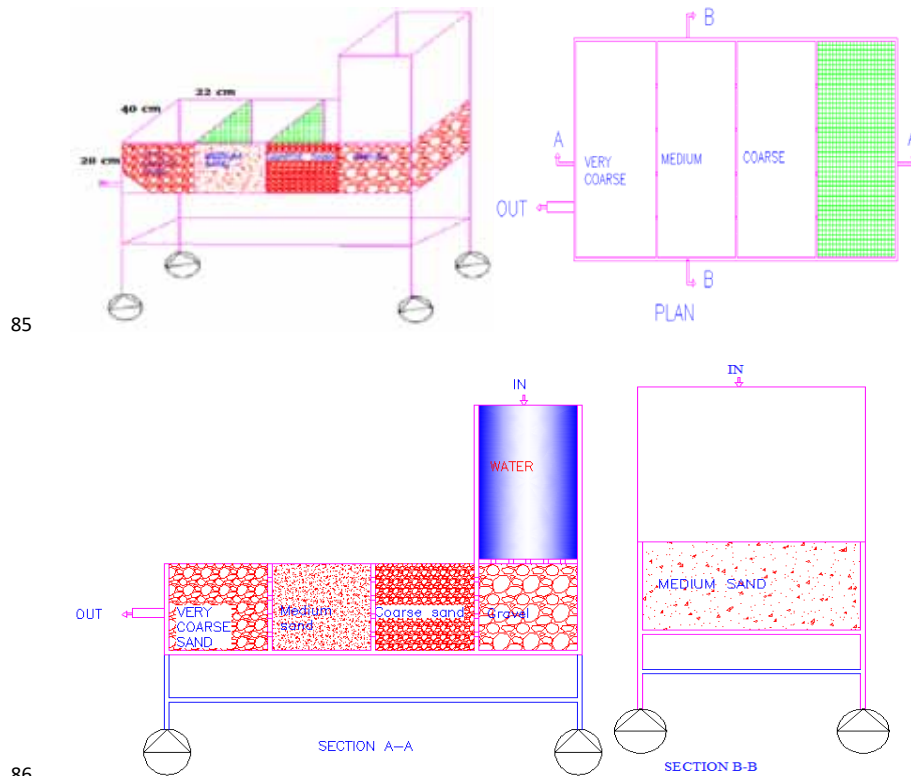 22 cm
40 cm
20 cm
85
B
A
A
VERY
COARSE
MEDIUM
COARSE
OUT
B
PLAN
IN
WATER
OUT
VERY
COARSE
SAND
Medium
sand
Coarse sand
Gravel
SECTION A-A
IN
MEDIUM SAND
SECTION B-B
86